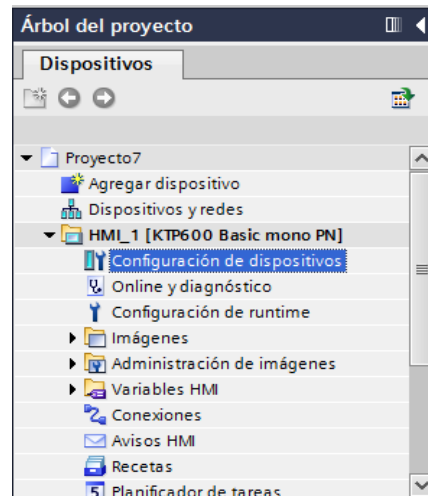 Árbol del proyecto
Dispositivos
Proyecto7
Agregar dispositivo
Dispositivos y redes
HMI_1 [KTP600 Basic mono PN]
Configuración de dispositivos
Online y diagnóstico
Configuración de runtime
Imágenes
Administración de imágenes
Variables HMI
Conexiones
Avisos HMI
Recetas
Planificador de tareas